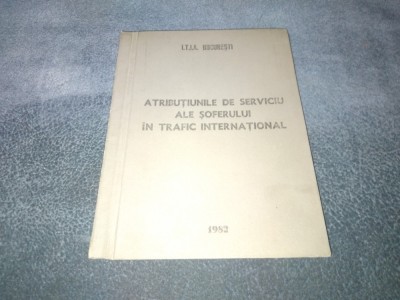 I.T.I.A. BUCUREȘTI
ATRIBUȚIUNILE DE SERVICIU
ALE ȘOFERULUI
ÎN TRAFIC INTERNAȚIONAL
1982